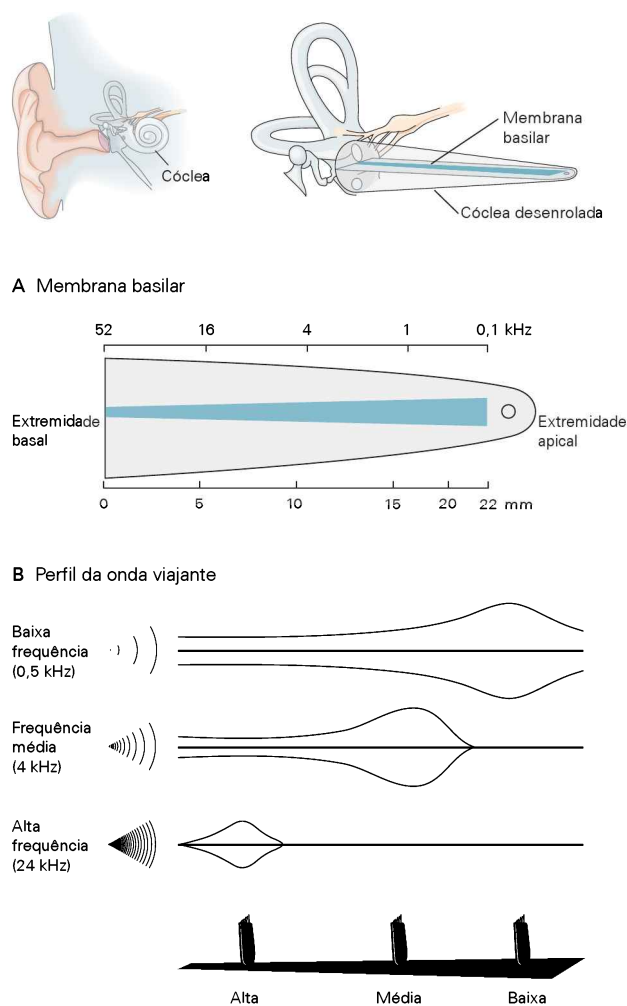 Cóclea
Membrana
basilar
Cóclea desenrolada
A Membrana basilar
52 16 4 1 0,1 kHz
Extremidade
basal
Extremidade
apical
0 5 10 15 20 22 mm
B Perfil da onda viajante
Baixa
frequência
(0,5 kHz)
Frequência
média
(4 kHz)
Alta
frequência
(24 kHz)
Alta Média Baixa